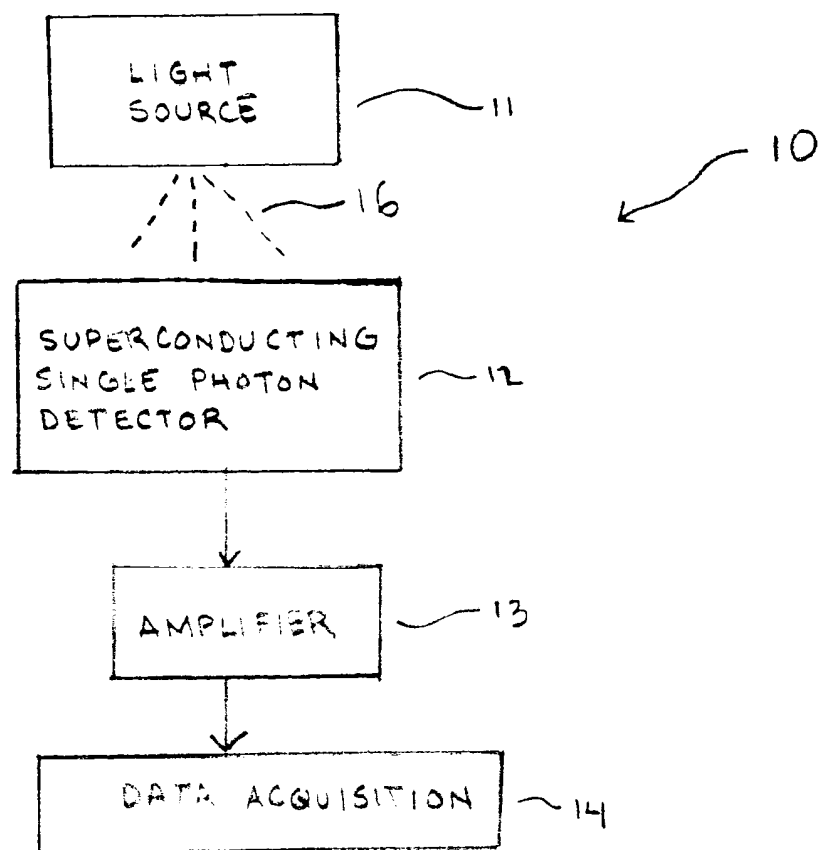 LIGHT
SOURCE
11
10
16
SUPERCONDUCTING
SINGLE PHOTON
DETECTOR
12
AMPLIFIER
13
DATA ACQUISITION
14